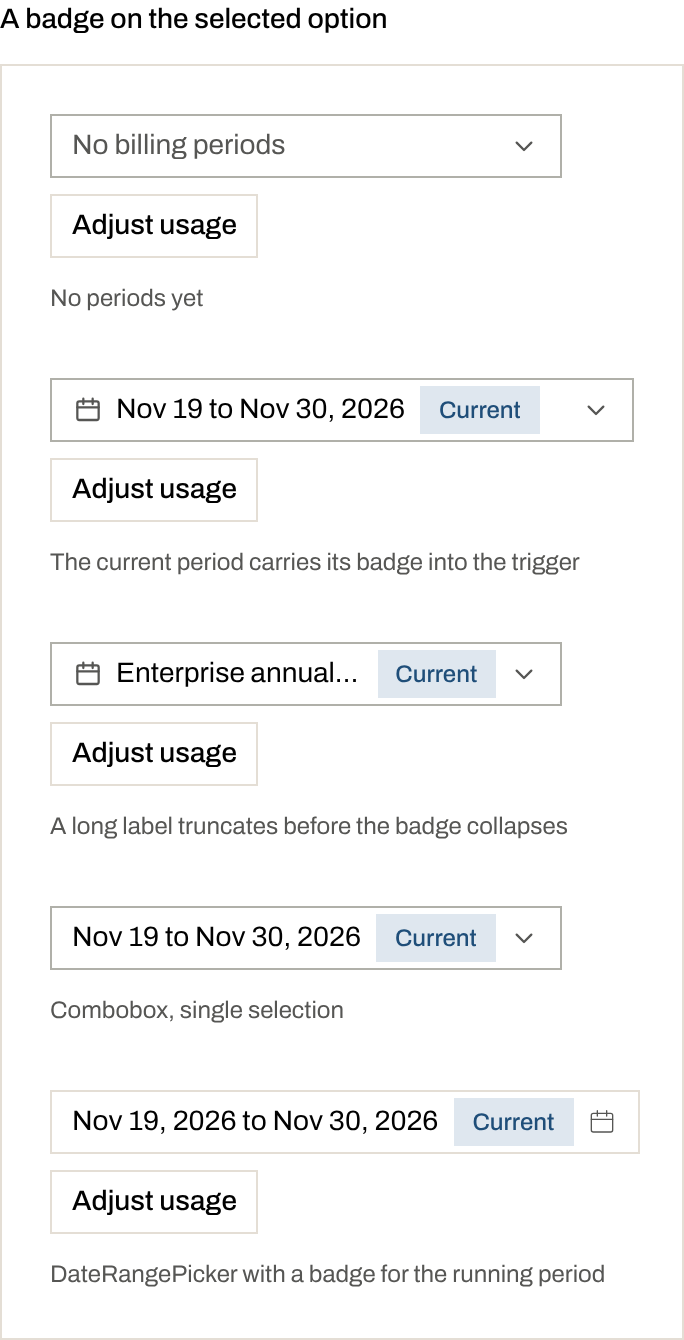 A badge on the selected option
No billing periods
Adjust usage
No periods yet
Nov 19 to Nov 30, 2026 Current
Adjust usage
The current period carries its badge into the trigger
Enterprise annual... Current
Adjust usage
A long label truncates before the badge collapses
Nov 19 to Nov 30, 2026 Current
Combobox, single selection
Nov 19, 2026 to Nov 30, 2026 Current
Adjust usage
DateRangePicker with a badge for the running period